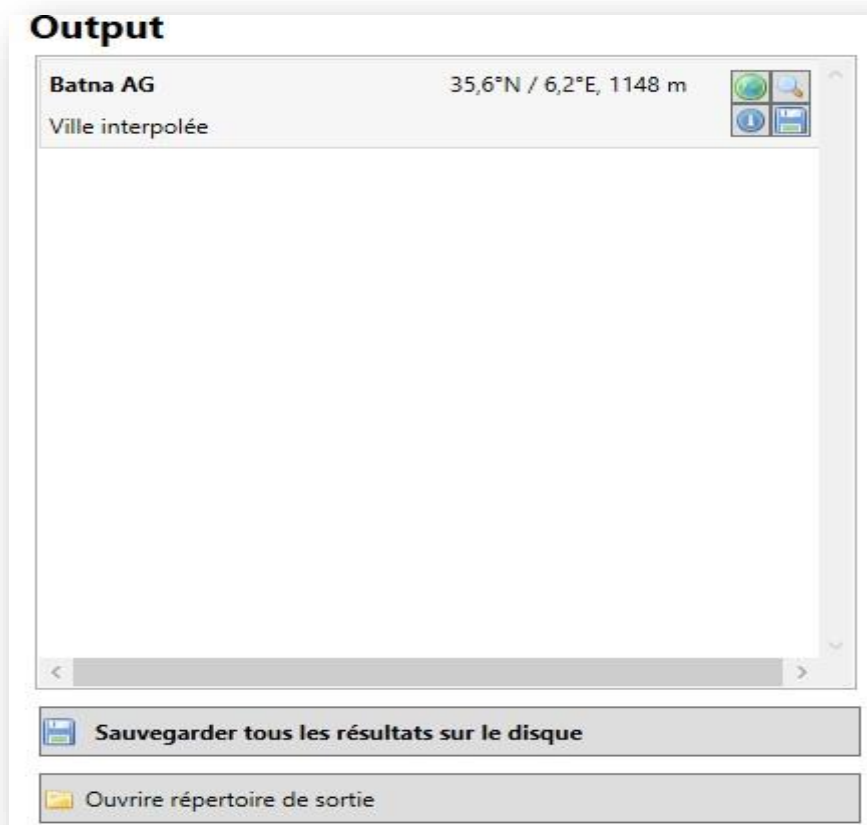 Output
Batna AG 35,6°N / 6,2°E, 1148 m
Ville interpolée
Sauvegarder tous les résultats sur le disque
Ouvrire répertoire de sortie